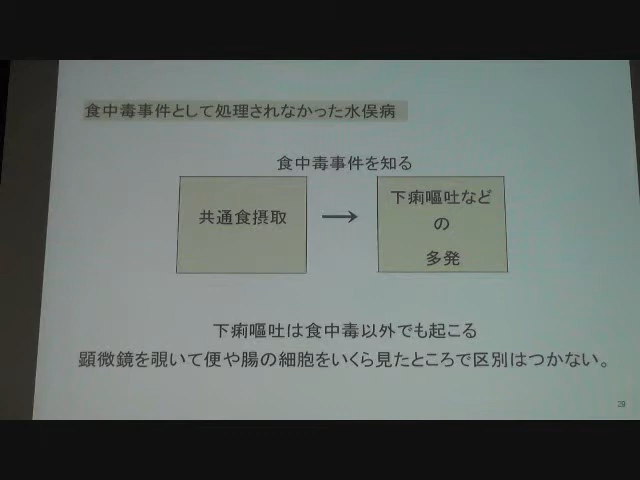 食中毒事件として処理されなかった水俣病
食中毒事件を知る
共通食摂取
→
下痢嘔吐など
の
多発
下痢嘔吐は食中毒以外でも起こる
顕微鏡を覗いて便や腸の細胞をいくら見たところで区別はつかない。
29